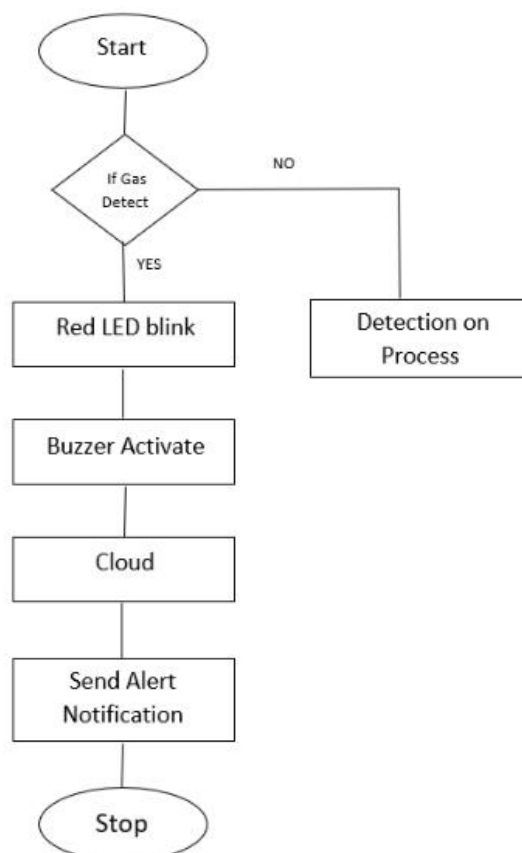 Start
If Gas
Detect
NO
YES
Red LED blink
Detection on
Process
Buzzer Activate
Cloud
Send Alert
Notification
Stop